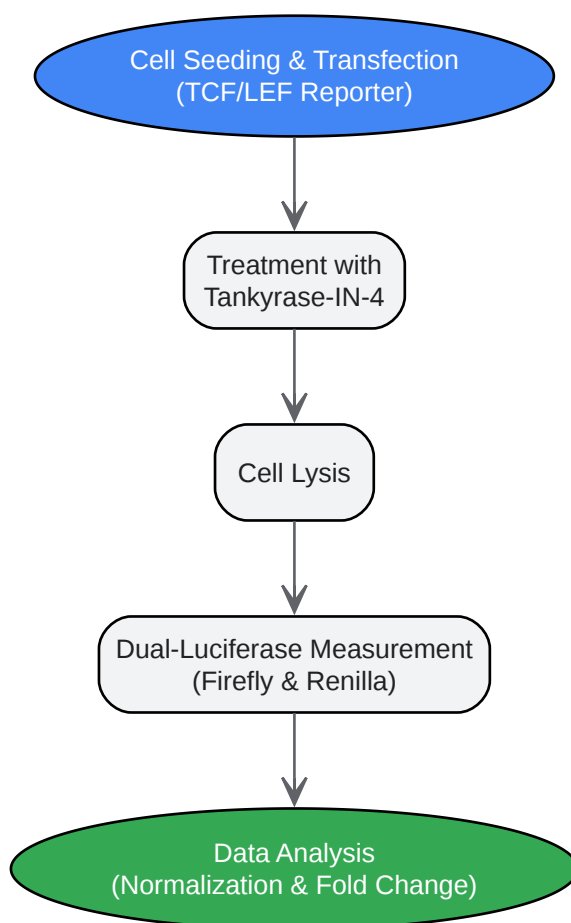 Cell Seeding & Transfection
(TCF/LEF Reporter)
Treatment with
Tankyrase-IN-4
Cell Lysis
Dual-Luciferase Measurement
(Firefly & Renilla)
Data Analysis
(Normalization & Fold Change)